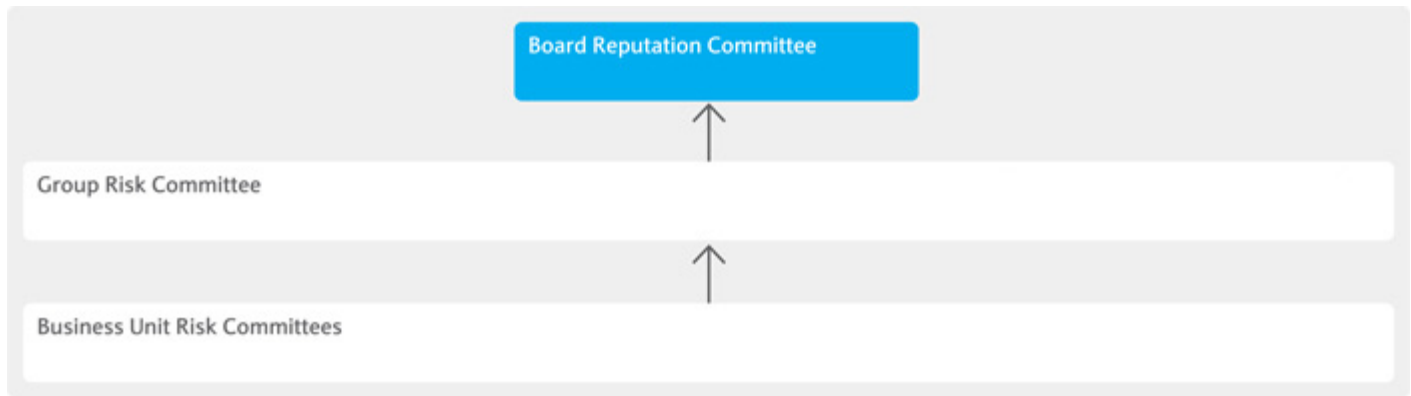 Board Reputation Committee
Group Risk Committee
Business Unit Risk Committees